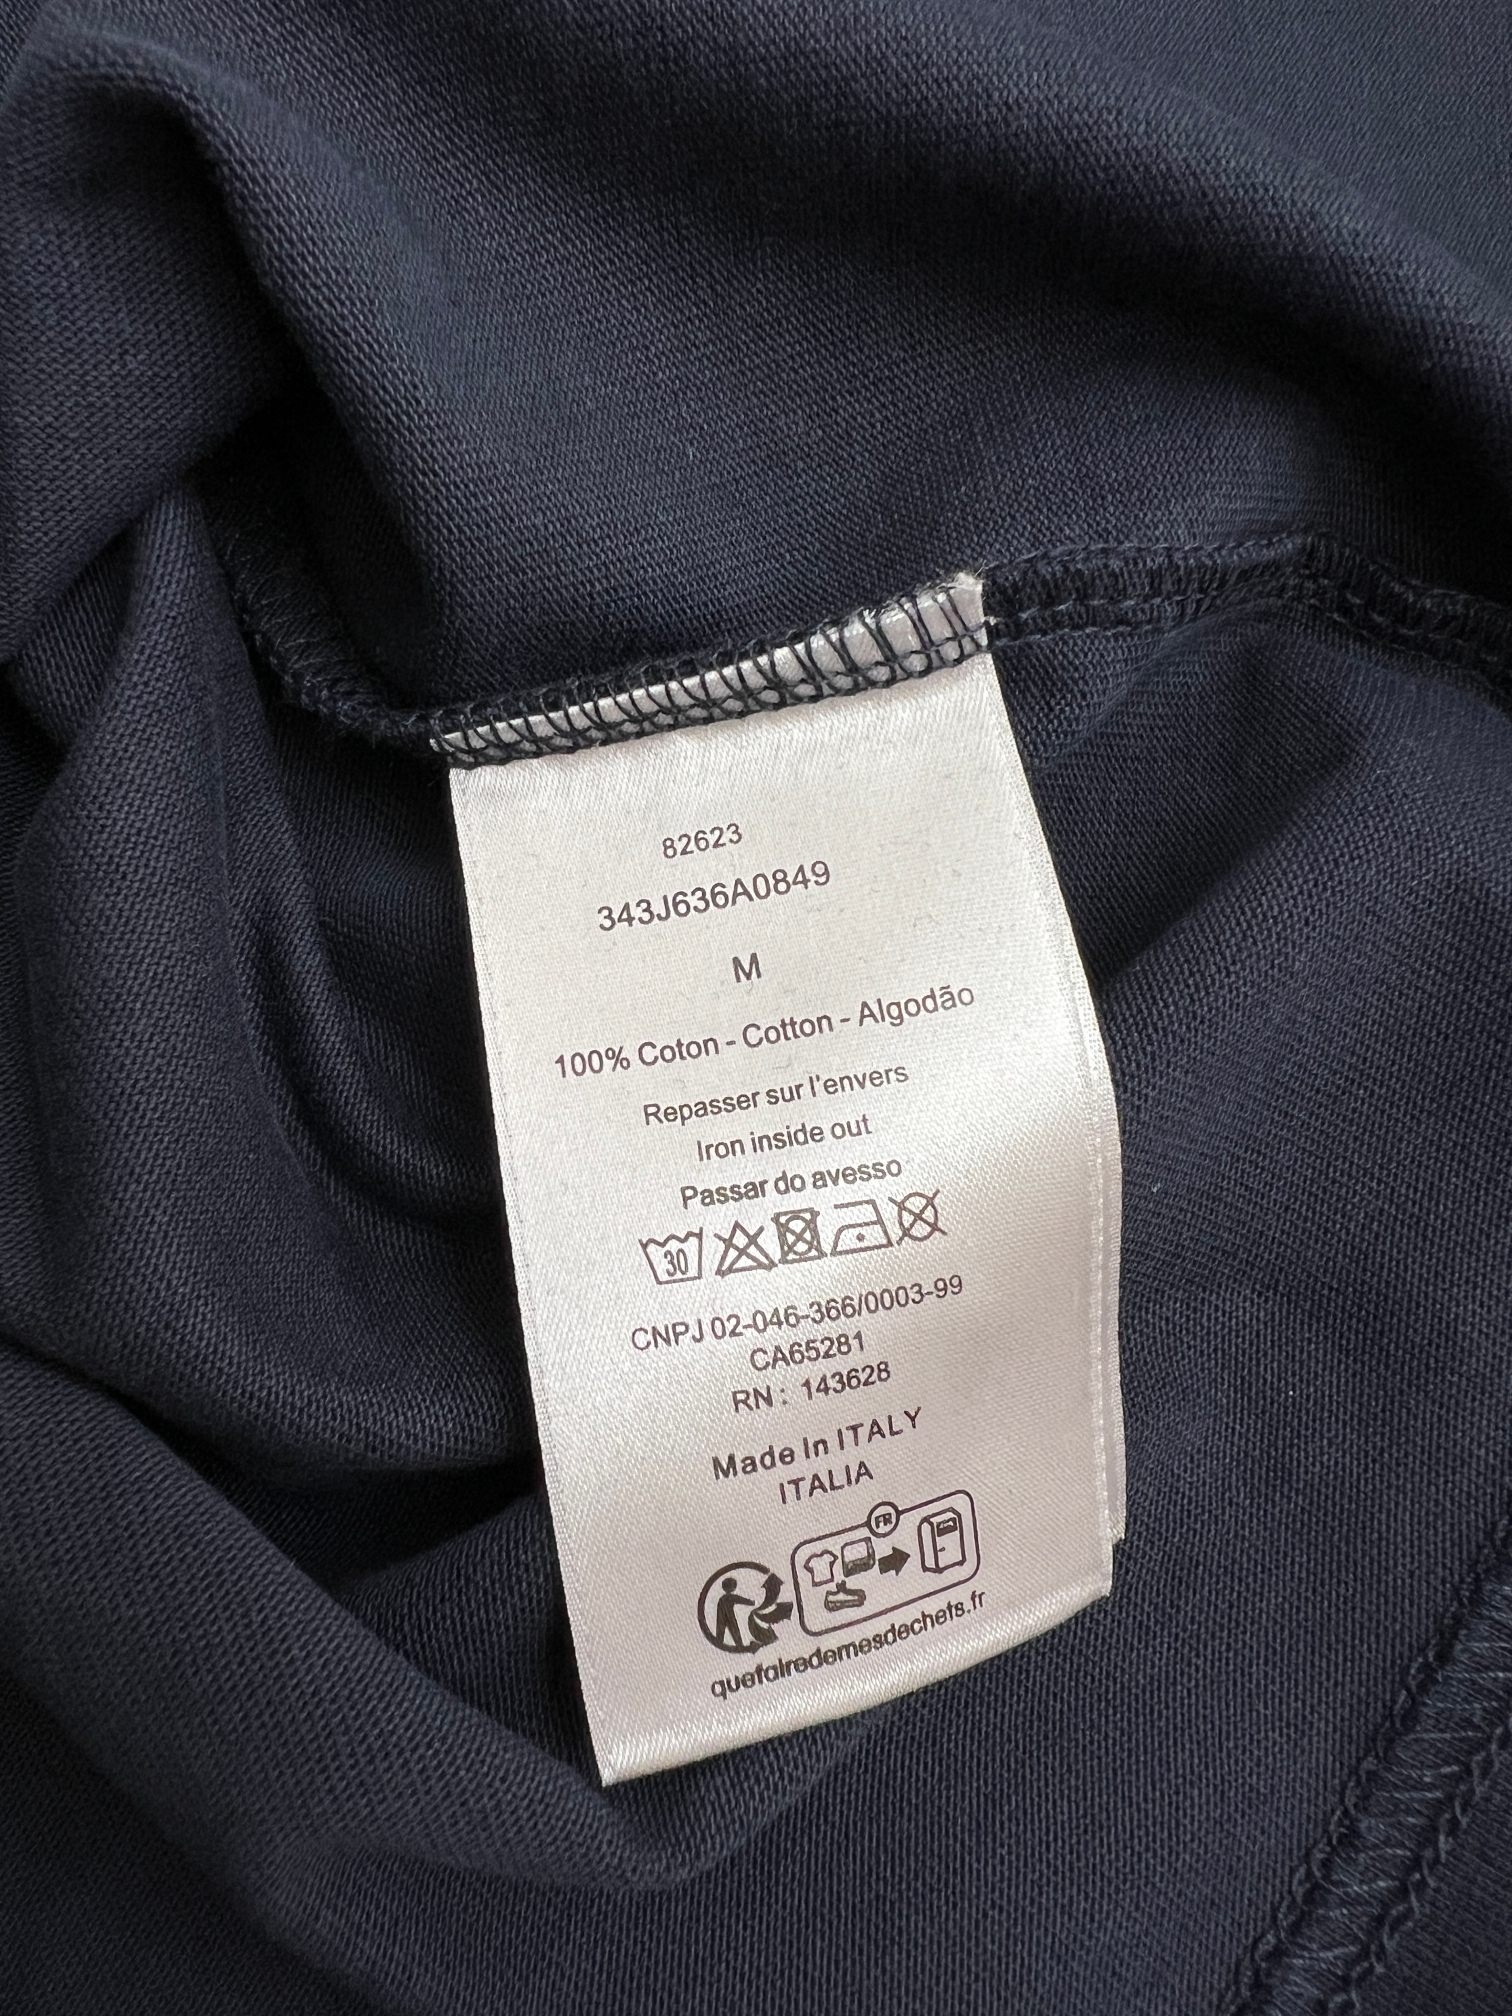 82623
343J636A0849
M
100% Coton - Cotton - Algodão
Repasser sur l'envers
Iron inside out
Passar do avesso
30
CNPJ 02-046-366/0003-99
CA65281
RN: 143628
Made In ITALY
ITALIA
FR
quefairedemesdechets.fr